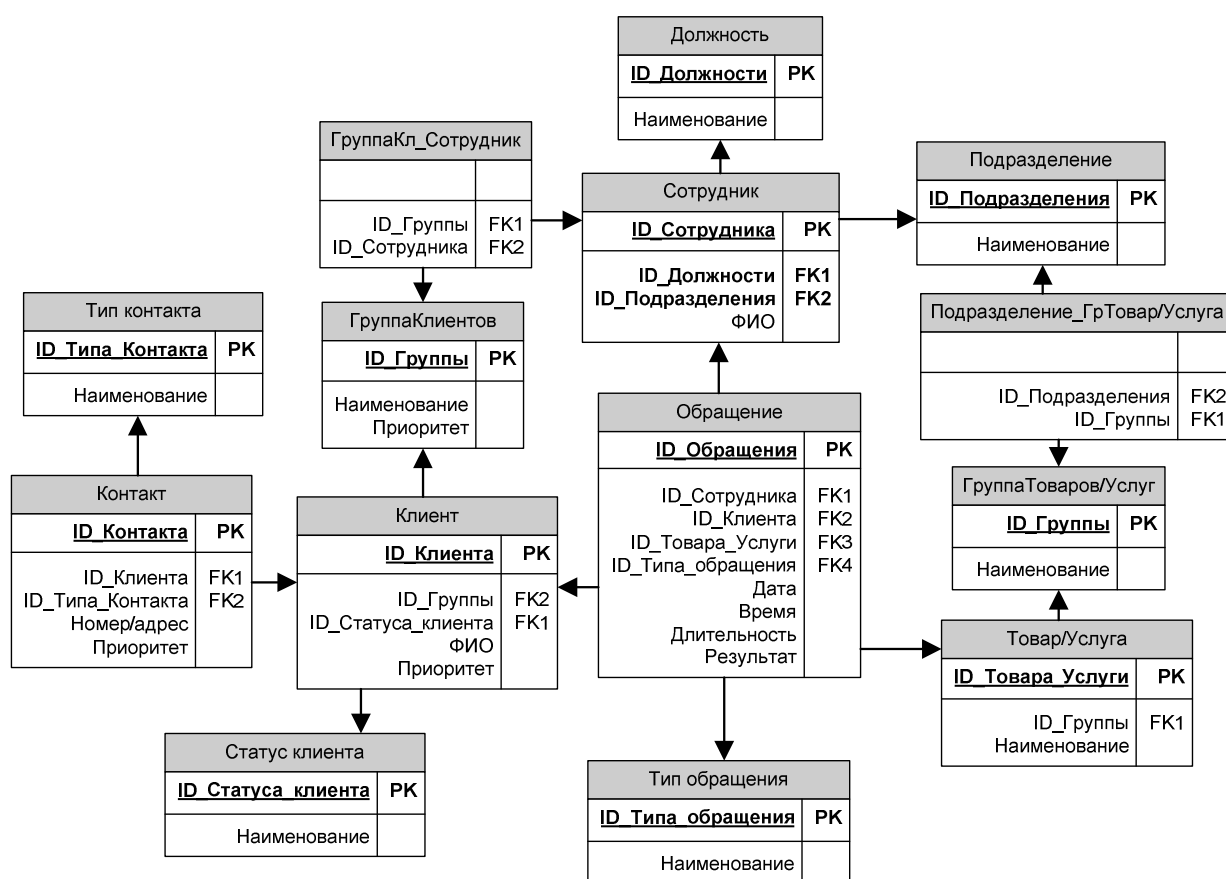 Должность
ID_Должности PK
Наименование
ГруппаКл_Сотрудник
ID_Группы FK1
ID_Сотрудника FK2
Сотрудник
ID_Сотрудника PK
ID_Должности FK1
ID_Подразделения FK2
ФИО
Подразделение
ID_Подразделения PK
Наименование
Тип контакта
ID_Типа_Контакта PK
Наименование
ГруппаКлиентов
ID_Группы PK
Наименование
Приоритет
Подразделение_ГрТовар/Услуга
ID_Подразделения FK2
ID_Группы FK1
Обращение
ID_Обращения PK
ID_Сотрудника FK1
ID_Клиента FK2
ID_Товара_Услуги FK3
ID_Типа_обращения FK4
Дата
Время
Длительность
Результат
ГруппаТоваров/Услуг
ID_Группы PK
Наименование
Контакт
ID_Контакта PK
ID_Клиента FK1
ID_Типа_Контакта FK2
Номер/адрес
Приоритет
Клиент
ID_Клиента PK
ID_Группы FK2
ID_Статуса_клиента FK1
ФИО
Приоритет
Товар/Услуга
ID_Товара_Услуги PK
ID_Группы FK1
Наименование
Статус клиента
ID_Статуса_клиента PK
Наименование
Тип обращения
ID_Типа_обращения PK
Наименование